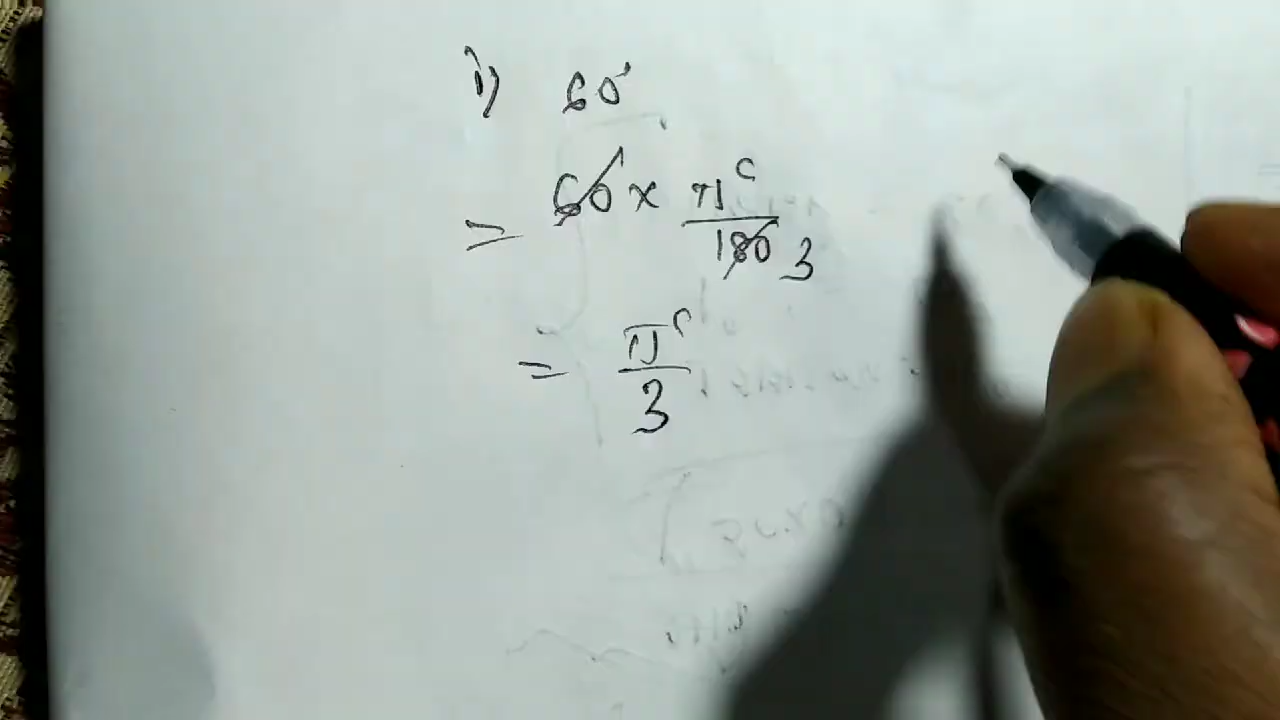 i) 60°
= 60 × π^c / 180 3
= π^c / 3